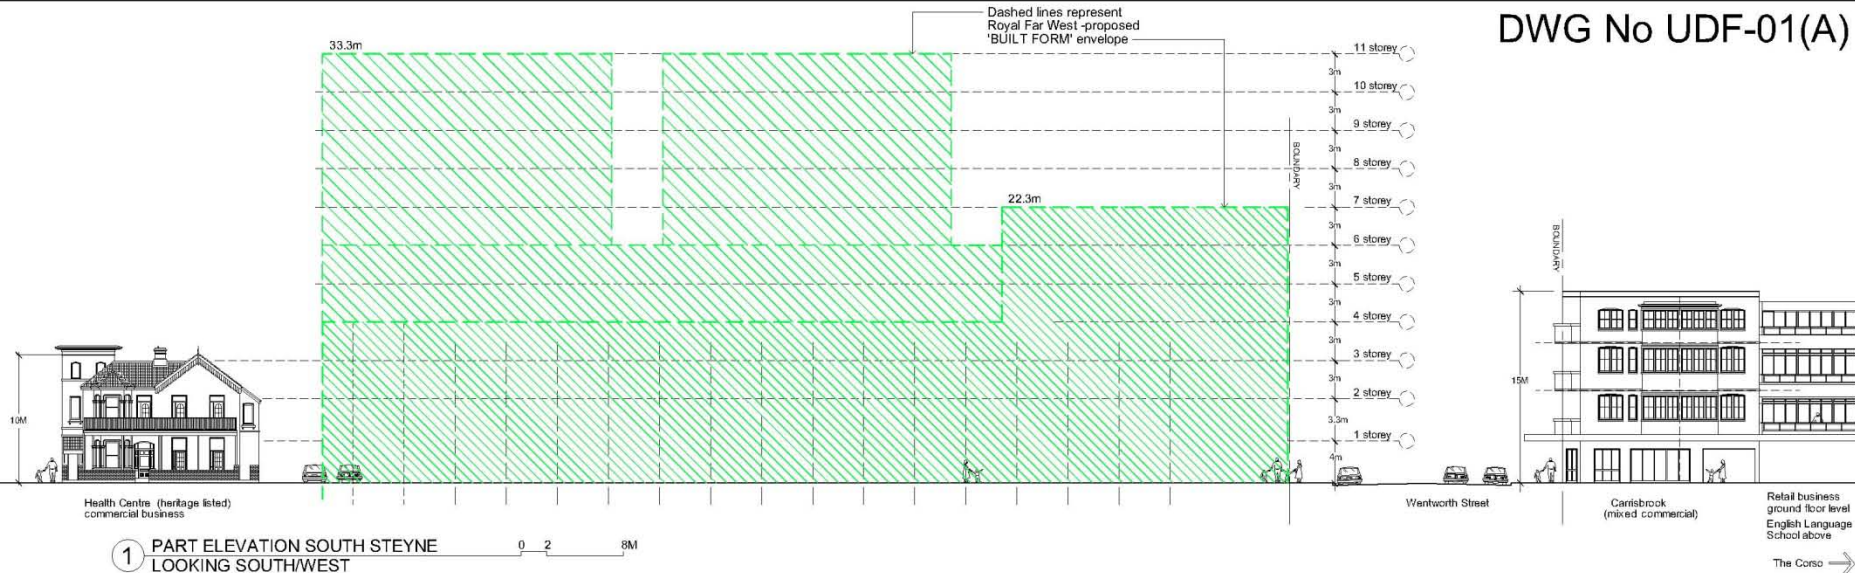 Dashed lines represent
Royal Far West -proposed
'BUILT FORM' envelope
DWG No UDF-01(A)
33.3m
11 storey
3m
10 storey
3m
9 storey
3m
8 storey
3m
BOUNDARY
22.3m
7 storey
3m
6 storey
3m
BOUNDARY
5 storey
3m
4 storey
3m
3 storey
3m
15M
2 storey
10M
3.3m
1 storey
4m
Health Centre (heritage listed)
commercial business
Wentworth Street
Carrisbrook
(mixed commercial)
Retail business
ground floor level
English Language
School above
The Corso
1
PART ELEVATION SOUTH STEYNE
LOOKING SOUTH/WEST
0 2 8M